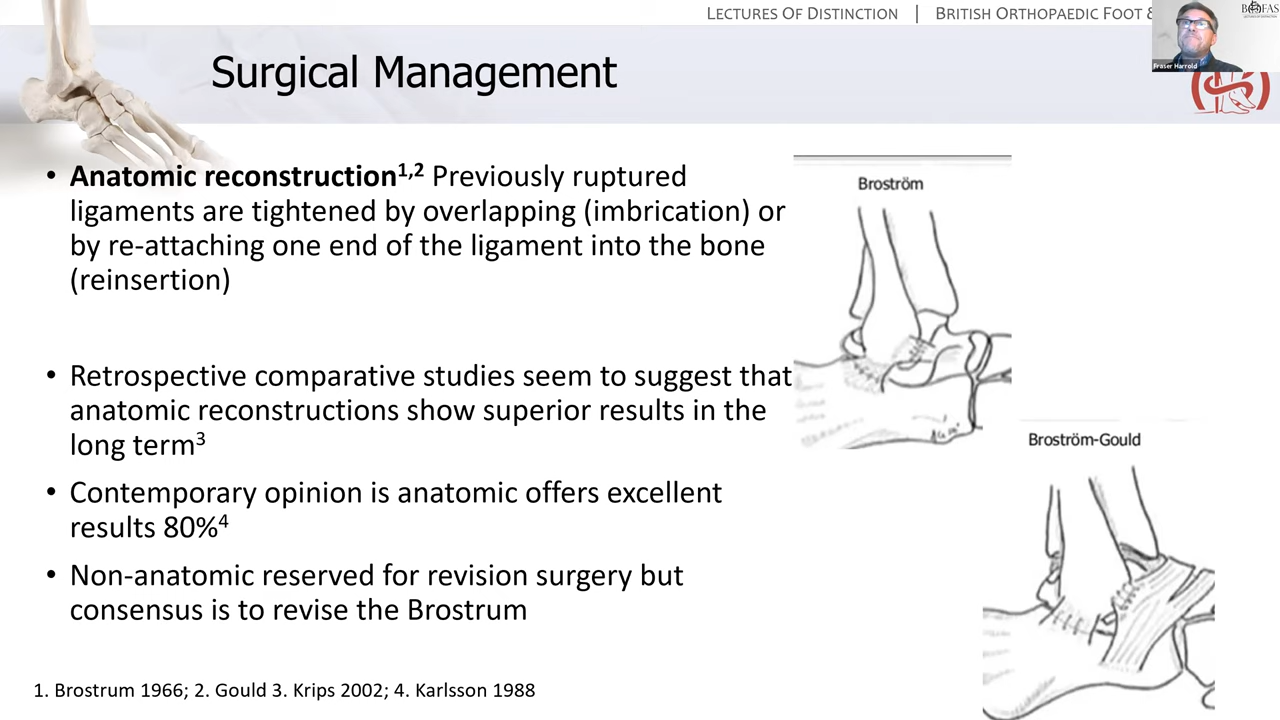 LECTURES OF DISTINCTION | BRITISH ORTHOPAEDIC FOOT &
BOFAS
Fraser Harrold
Surgical Management
• Anatomic reconstruction1,2 Previously ruptured
ligaments are tightened by overlapping (imbrication) or
by re-attaching one end of the ligament into the bone
(reinsertion)
• Retrospective comparative studies seem to suggest that
anatomic reconstructions show superior results in the
long term3
• Contemporary opinion is anatomic offers excellent
results 80%4
• Non-anatomic reserved for revision surgery but
consensus is to revise the Brostrum
Broström
Broström-Gould
1. Brostrum 1966; 2. Gould 3. Krips 2002; 4. Karlsson 1988